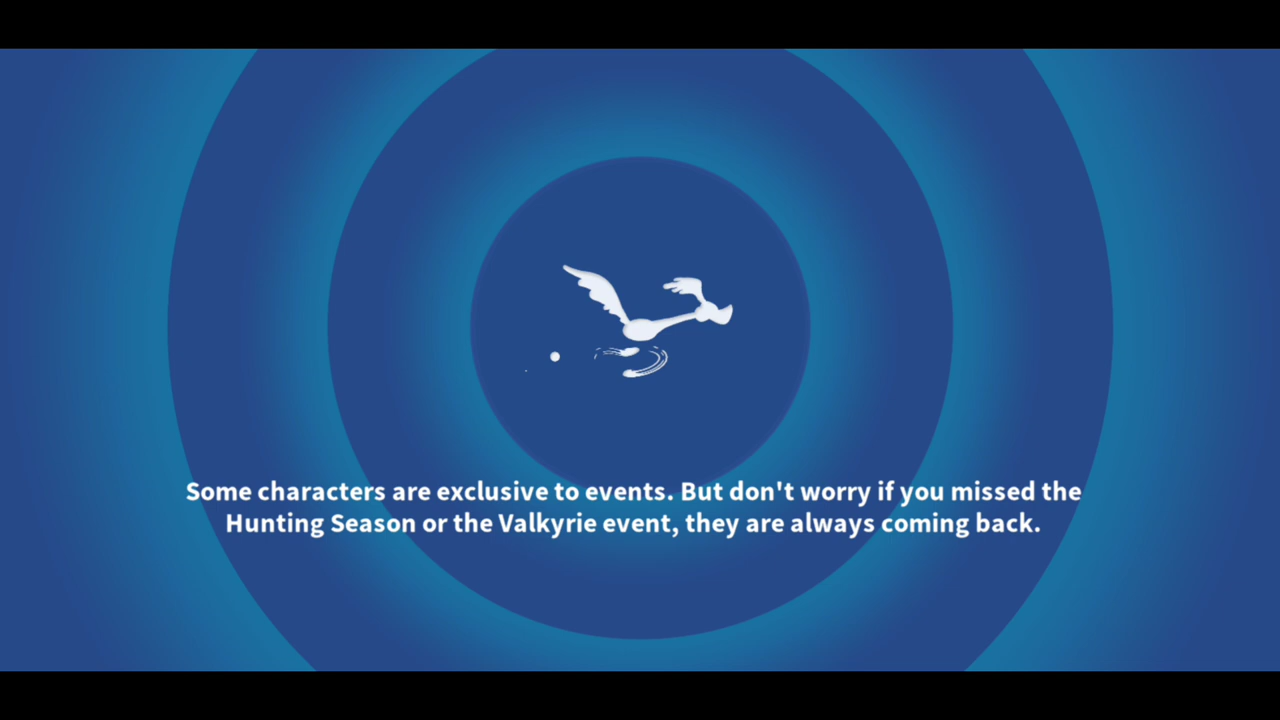 Some characters are exclusive to events. But don't worry if you missed the
Hunting Season or the Valkyrie event, they are always coming back.